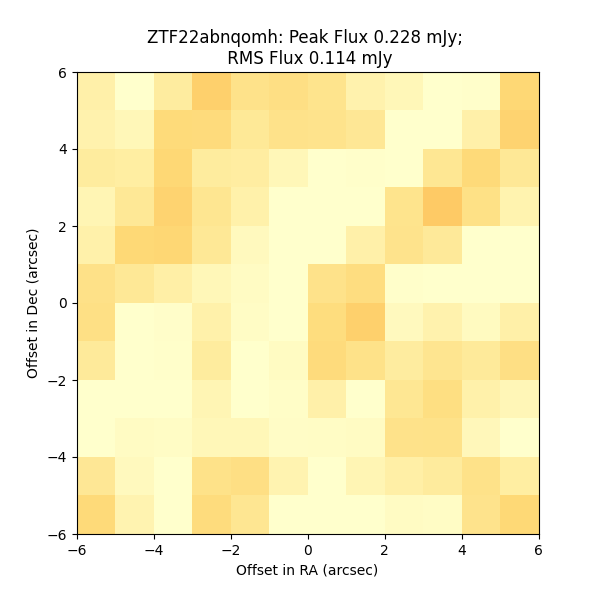 ZTF22abnqomh: Peak Flux 0.228 mJy;
RMS Flux 0.114 mJy
6
4
2
0
−2
−4
−6
Offset in Dec (arcsec)
−6 −4 −2 0 2 4 6
Offset in RA (arcsec)